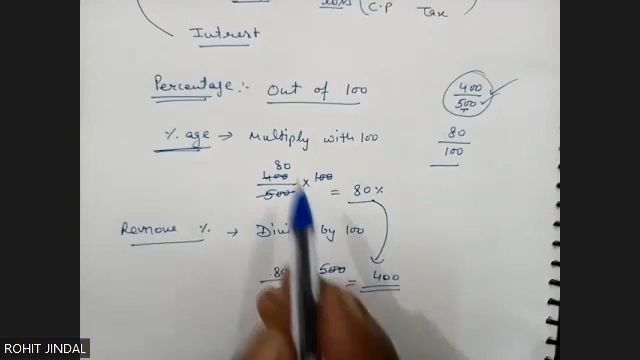 (C.P Tax
Interest
Percentage:- Out of 100
400
500
% age → Multiply with 100
80
100
80
400
500
× 100
= 80%
Remove % → Divide by 100
80
500
= 400
ROHIT JINDAL